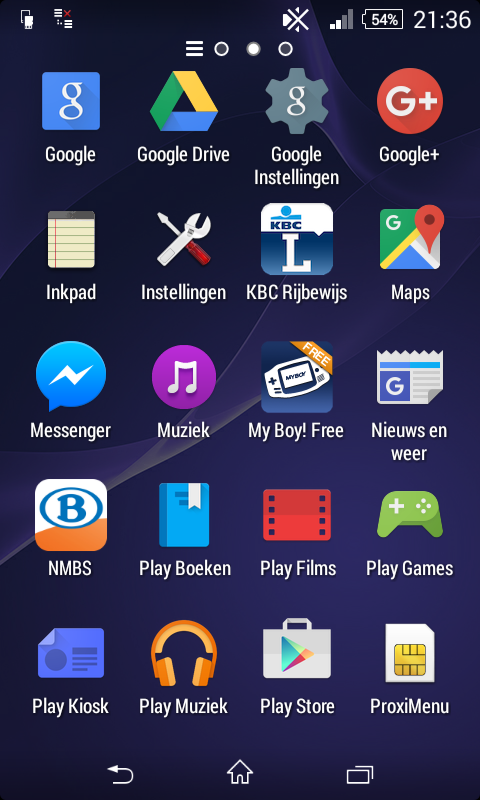 54% 21:36
g g G+
Google Google Drive Google Instellingen Google+
KBC
L G
Inkpad Instellingen KBC Rijbewijs Maps
FREE
MYBOY
G
Messenger Muziek My Boy! Free Nieuws en weer
B
NMBS Play Boeken Play Films Play Games
Play Kiosk Play Muziek Play Store ProxiMenu